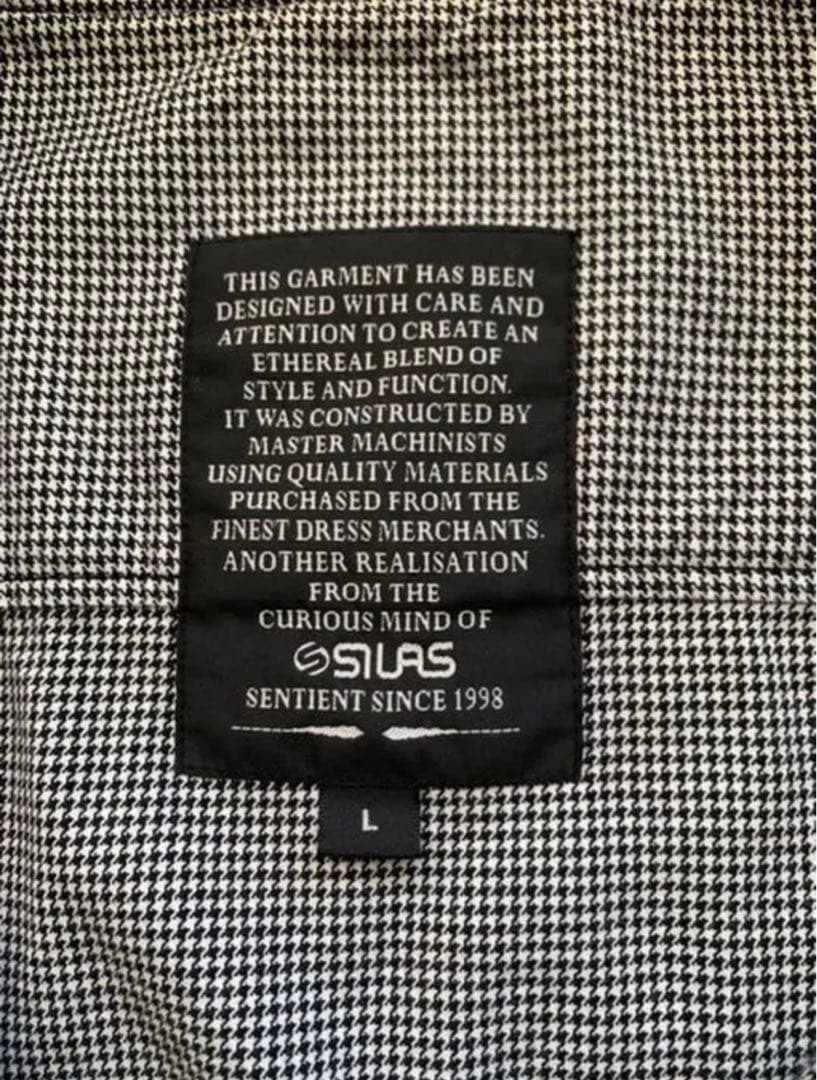 THIS GARMENT HAS BEEN
DESIGNED WITH CARE AND
ATTENTION TO CREATE AN
ETHEREAL BLEND OF
STYLE AND FUNCTION.
IT WAS CONSTRUCTED BY
MASTER MACHINISTS
USING QUALITY MATERIALS
PURCHASED FROM THE
FINEST DRESS MERCHANTS.
ANOTHER REALISATION
FROM THE
CURIOUS MIND OF
SILAS
SENTIENT SINCE 1998
L